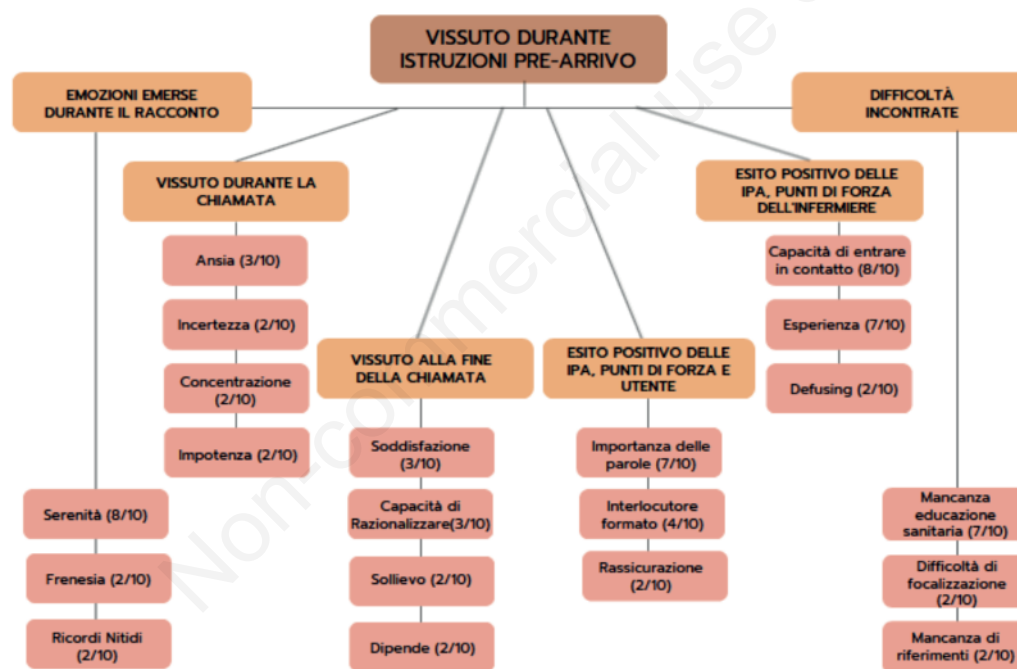 VISSUTO DURANTE
ISTRUZIONI PRE-ARRIVO
EMOZIONI EMERSE
DURANTE IL RACCONTO
Serenità (8/10)
Frenesia (2/10)
Ricordi Nitidi
(2/10)
VISSUTO DURANTE LA
CHIAMATA
Ansia (3/10)
Incertezza (2/10)
Concentrazione
(2/10)
Impotenza (2/10)
VISSUTO ALLA FINE
DELLA CHIAMATA
Soddisfazione
(3/10)
Capacità di
Razionalizzare(3/10)
Sollievo (2/10)
Dipende (2/10)
ESITO POSITIVO DELLE
IPA, PUNTI DI FORZA E
UTENTE
Importanza delle
parole (7/10)
Interlocutore
formato (4/10)
Rassicurazione
(2/10)
ESITO POSITIVO DELLE
IPA, PUNTI DI FORZA
DELL'INFERMIERE
Capacità di entrare
in contatto (8/10)
Esperienza (7/10)
Defusing (2/10)
DIFFICOLTÀ
INCONTRATE
Mancanza
educazione
sanitaria (7/10)
Difficoltà di
focalizzazione
(2/10)
Mancanza di
riferimenti (2/10)
Non-commercial use